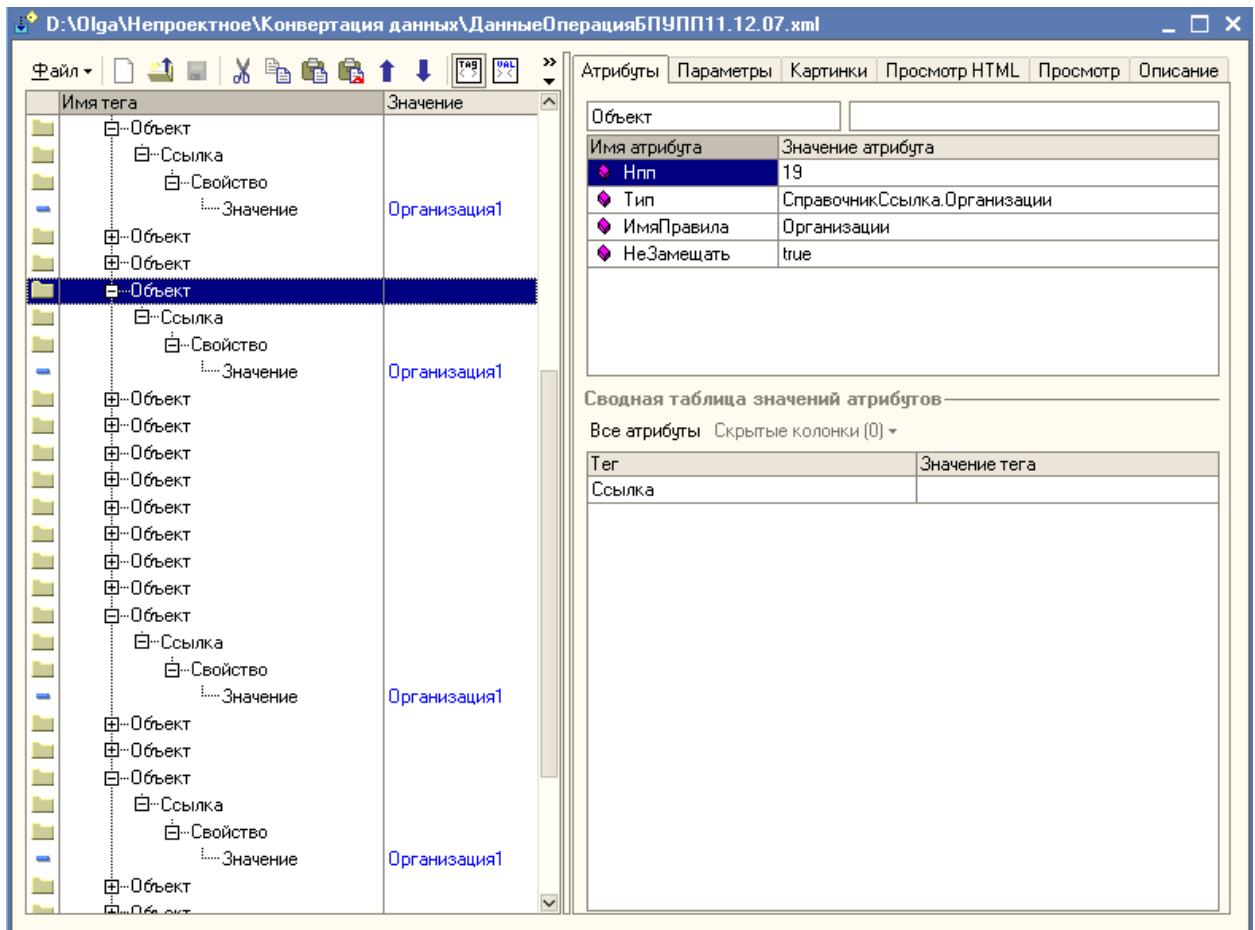 D:\Olga\Непроектное\Конвертация данных\ДанныеОперацияБПУПП11.12.07.xml
Файл
Атрибуты Параметры Картинки Просмотр HTML Просмотр Описание
Имя тега Значение
Объект
Ссылка
Свойство
Значение Организация1
Объект
Объект
Объект
Ссылка
Свойство
Значение Организация1
Объект
Объект
Объект
Объект
Объект
Объект
Объект
Объект
Объект
Ссылка
Свойство
Значение Организация1
Объект
Объект
Объект
Ссылка
Свойство
Значение Организация1
Объект
Объект
Объект
Имя атрибута Значение атрибута
Нпп 19
Тип СправочникСсылка.Организации
ИмяПравила Организации
НеЗамещать true
Сводная таблица значений атрибутов
Все атрибуты Скрытые колонки (0)
Тег Значение тега
Ссылка